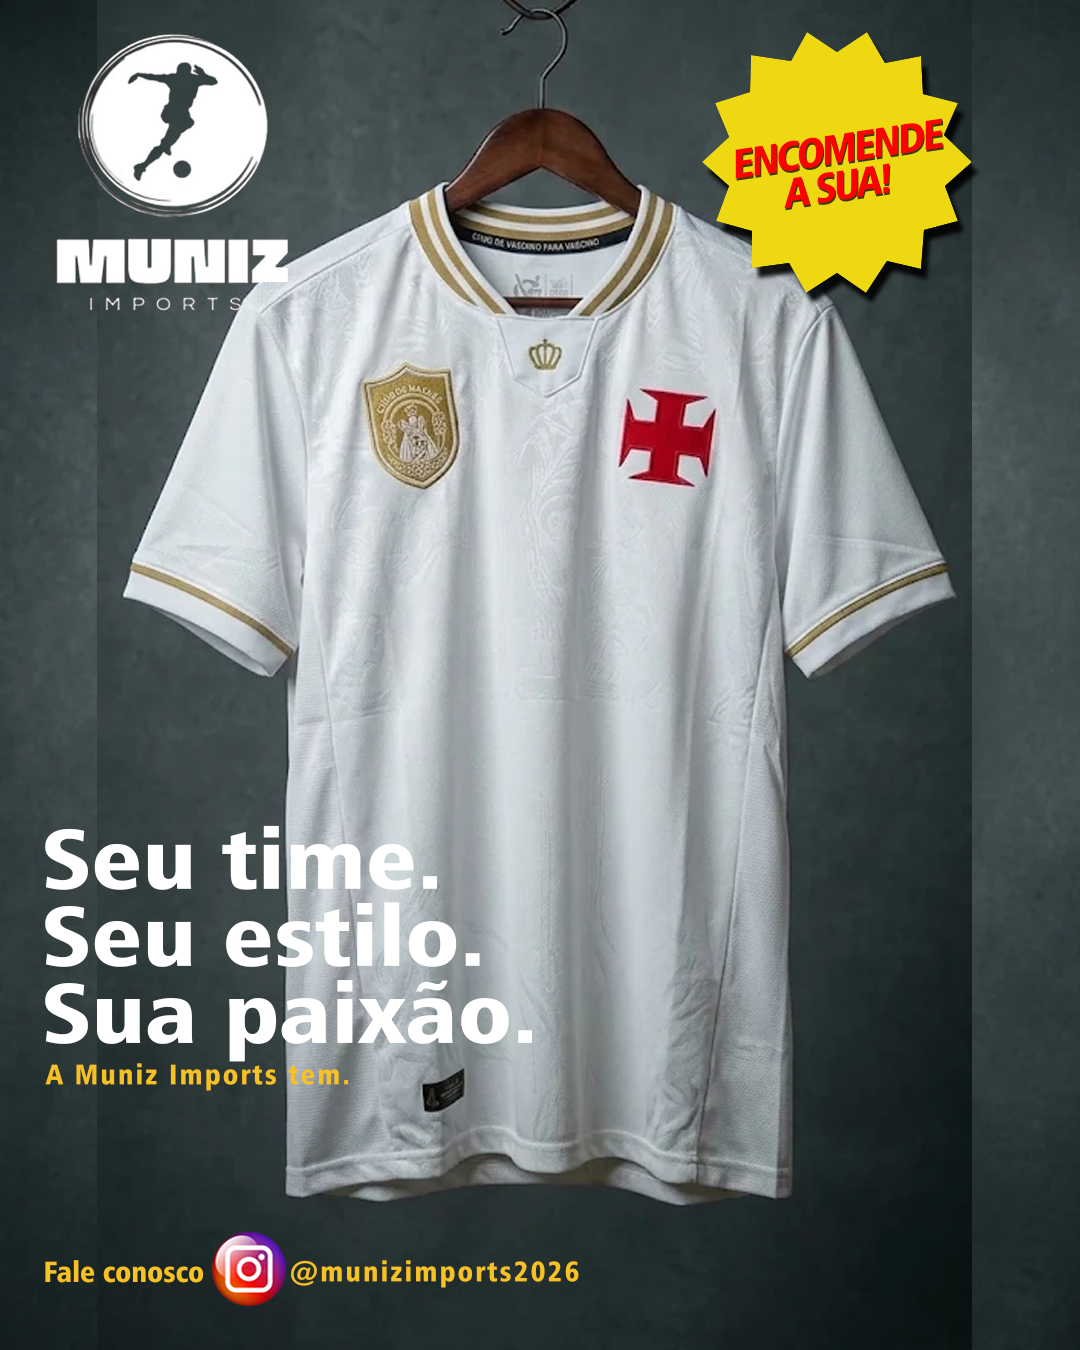 MUNIZ
IMPORTS
ENCOMENDE
A SUA!
Seu time.
Seu estilo.
Sua paixão.
A Muniz Imports tem.
Fale conosco @munizimports2026